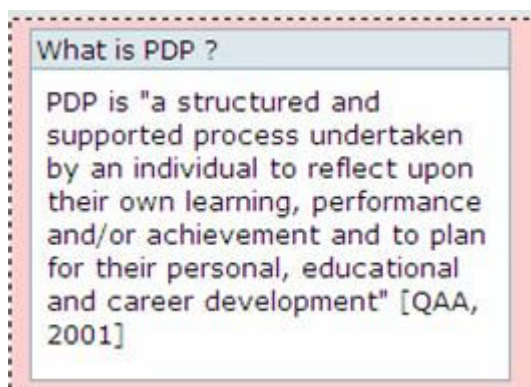 What is PDP ?
PDP is "a structured and
supported process undertaken
by an individual to reflect upon
their own learning, performance
and/or achievement and to plan
for their personal, educational
and career development" [QAA,
2001]